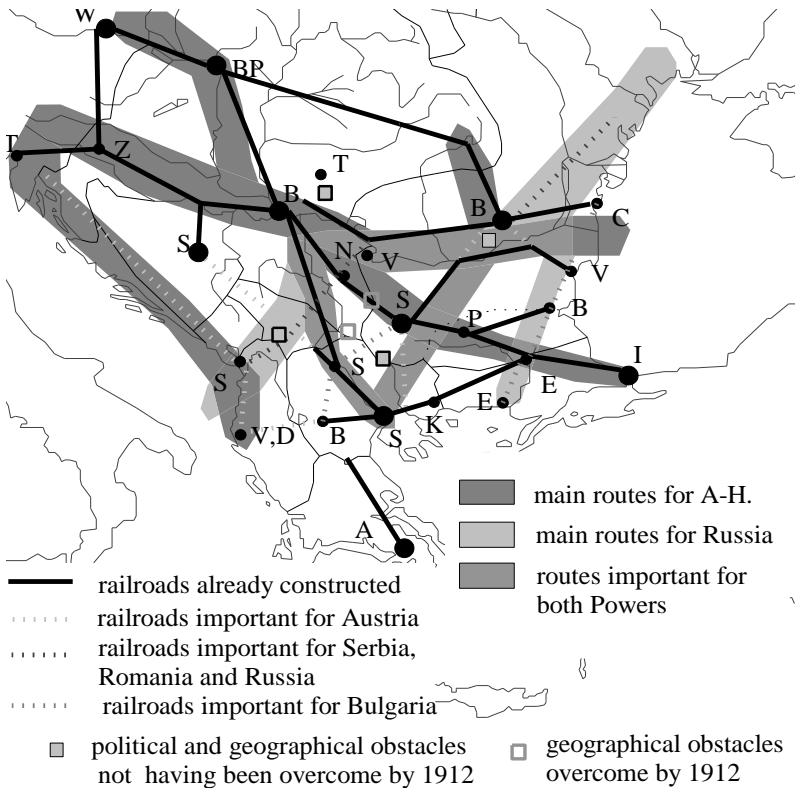 W
BP
T
Z
T
B
B
C
S
N
V
V
S
P
B
I
S
S
E
E
K
V,D
B
S
A
main routes for A-H.
main routes for Russia
routes important for
both Powers
railroads already constructed
railroads important for Austria
railroads important for Serbia,
Romania and Russia
railroads important for Bulgaria
political and geographical obstacles
not having been overcome by 1912
geographical obstacles
overcome by 1912